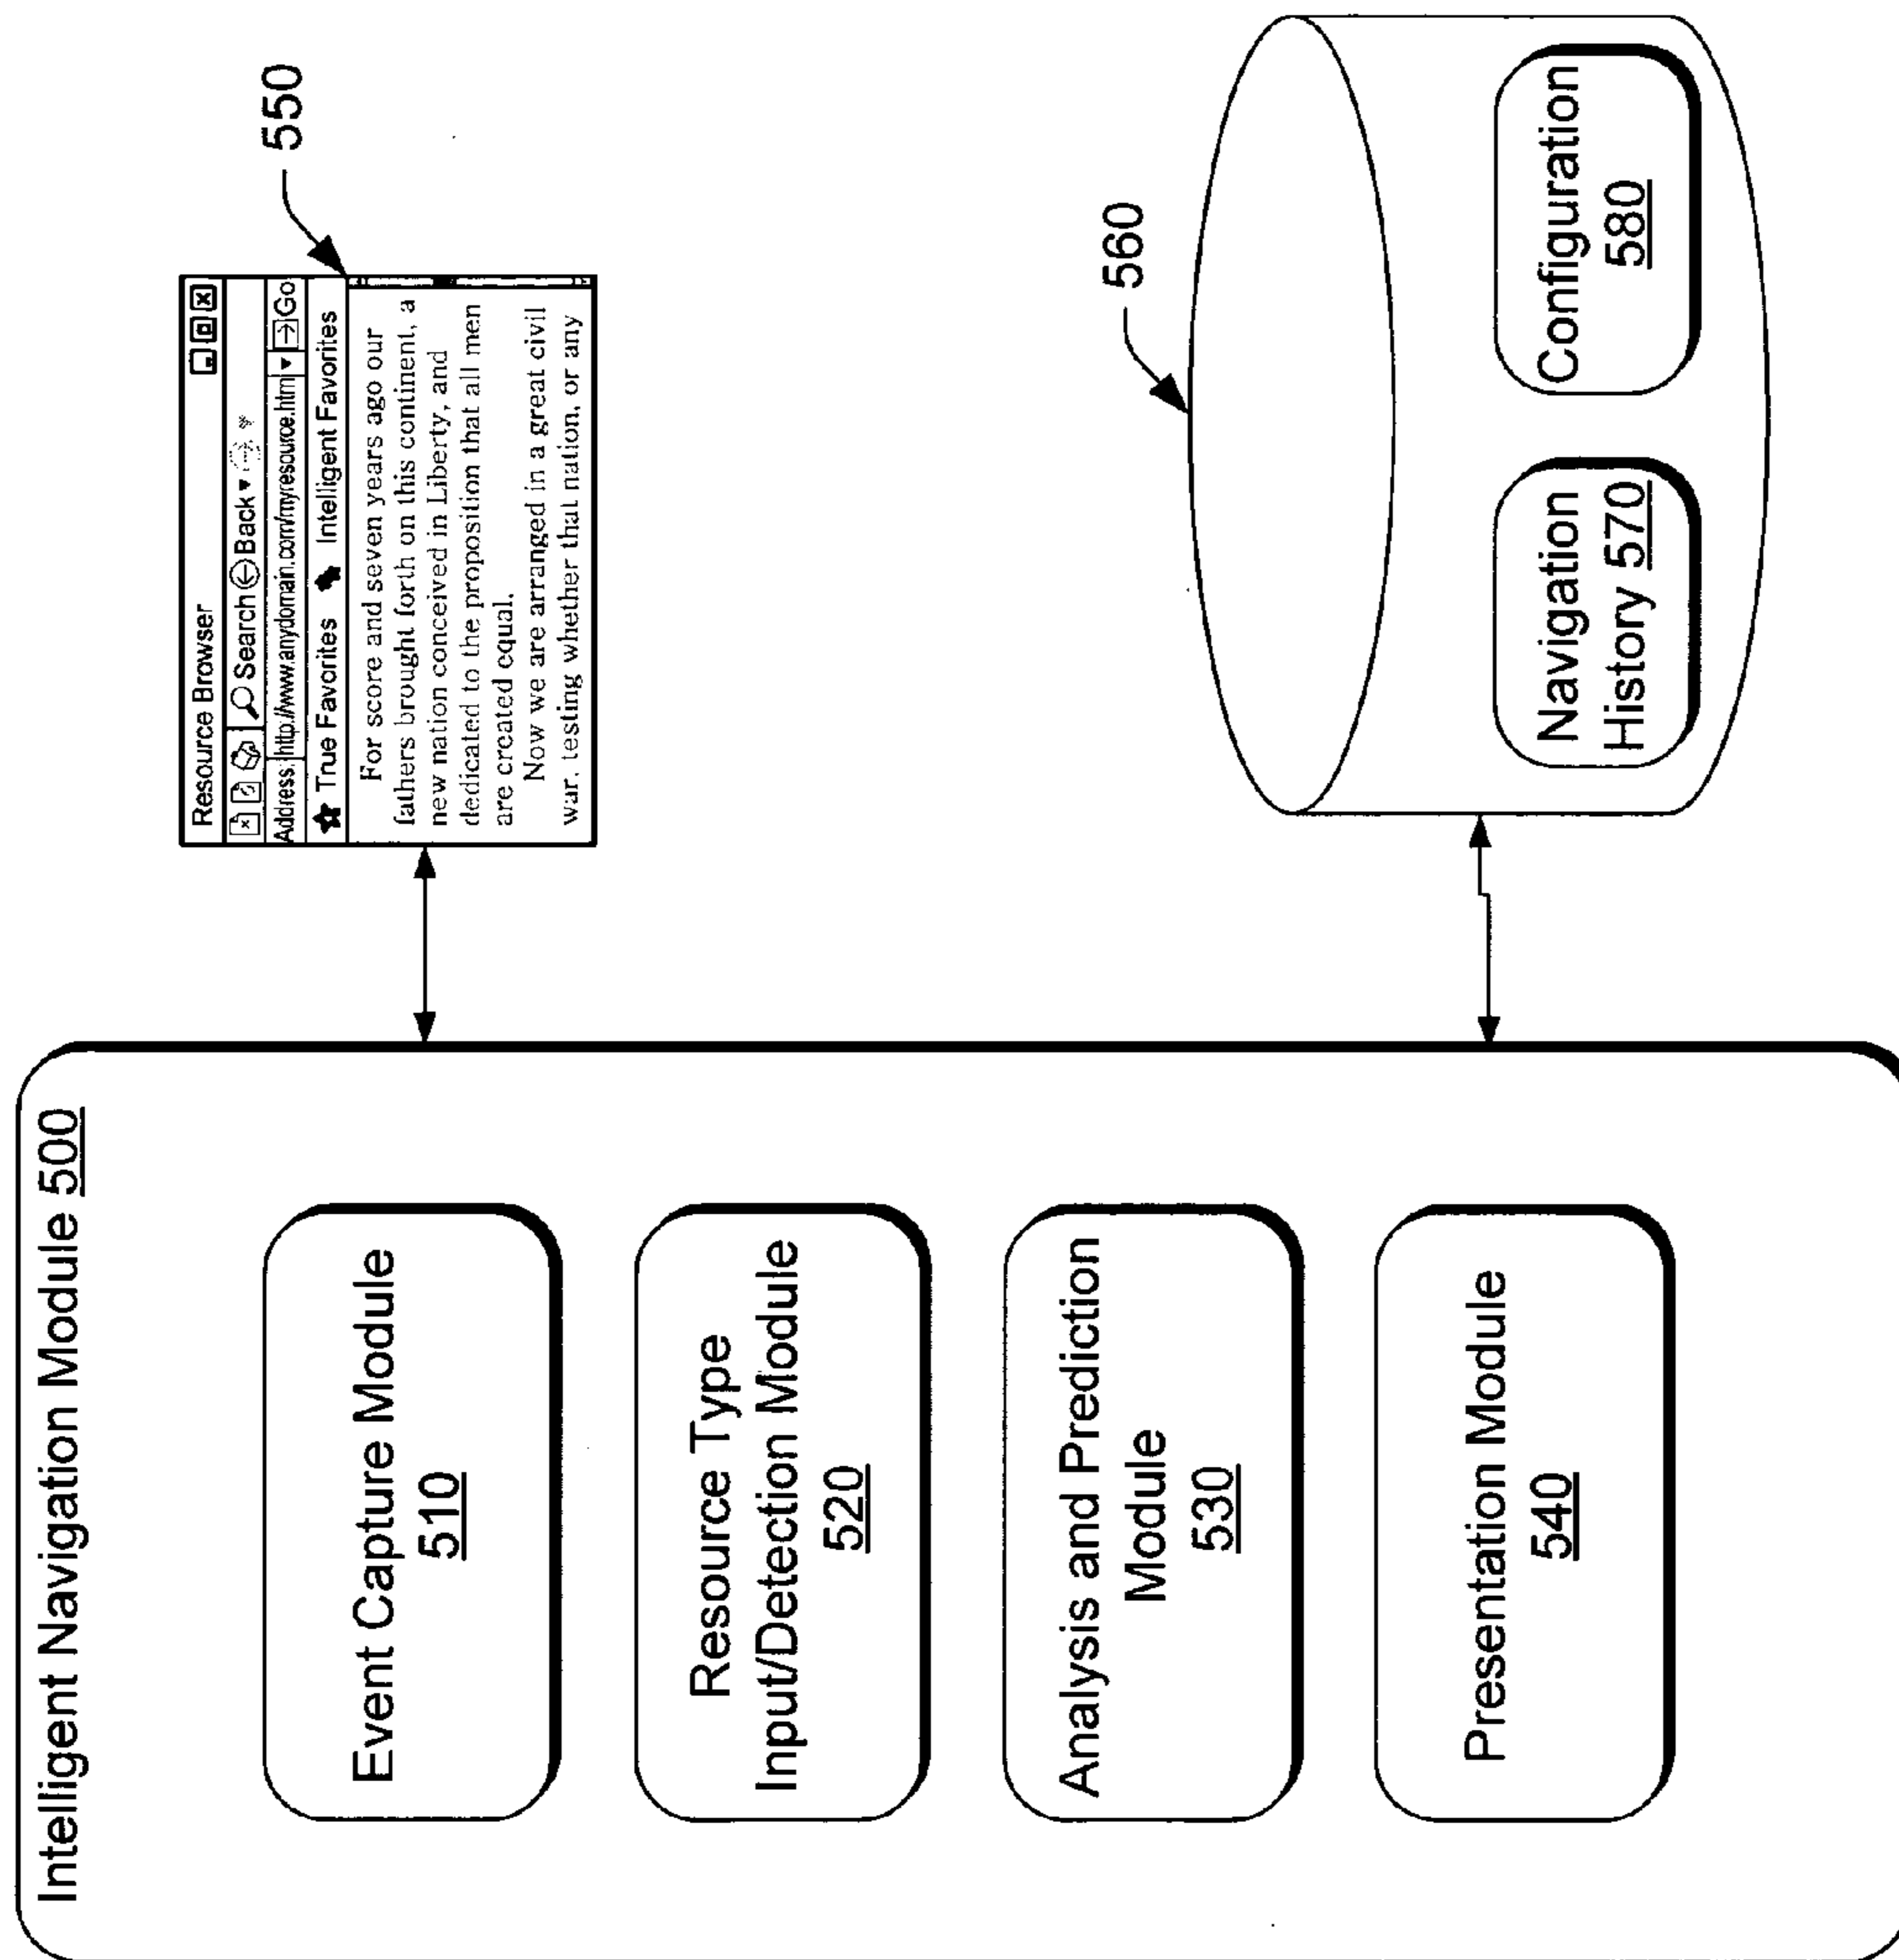 Intelligent Navigation Module 500
Event Capture Module
510
Resource Type
Input/Detection Module
520
Analysis and Prediction
Module
530
Presentation Module
540
550
Resource Browser
Search Back
Address: http://www.anydomain.com/myresource.htm Go
True Favorites Intelligent Favorites
For score and seven years ago our
fathers brought forth on this continent, a
new nation conceived in Liberty, and
dedicated to the proposition that all men
are created equal.
Now we are arranged in a great civil
war, testing whether that nation, or any
560
Navigation
History 570
Configuration
580